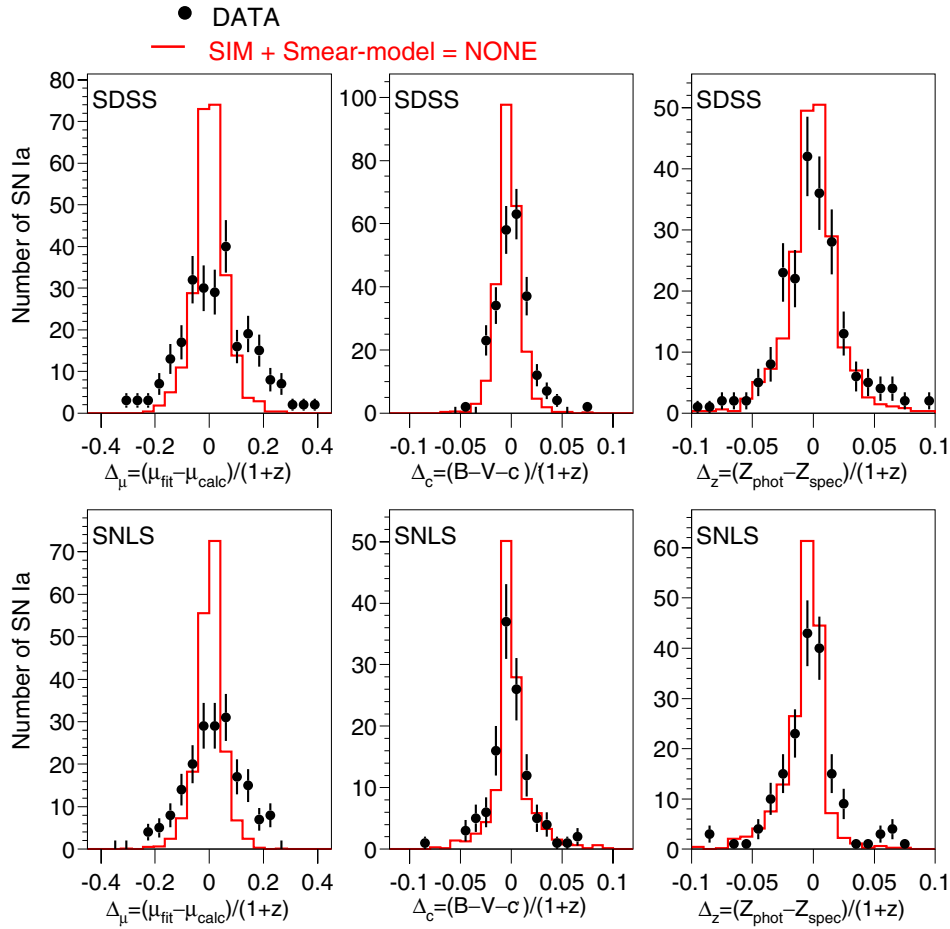 DATA
SIM + Smear-model = NONE
SDSS
SDSS
SDSS
Number of SN Ia
80
70
60
50
40
30
20
10
0
100
80
60
40
20
0
50
40
30
20
10
0
-0.4 -0.2 0 0.2 0.4
-0.1 -0.05 0 0.05 0.1
-0.1 -0.05 0 0.05 0.1
Δμ=(μfit−μcalc)/(1+z)
Δc=(B−V−c)/(1+z)
Δz=(Zphot−Zspec)/(1+z)
SNLS
SNLS
SNLS
Number of SN Ia
70
60
50
40
30
20
10
0
50
40
30
20
10
0
60
50
40
30
20
10
0
-0.4 -0.2 0 0.2 0.4
-0.1 -0.05 0 0.05 0.1
-0.1 -0.05 0 0.05 0.1
Δμ=(μfit−μcalc)/(1+z)
Δc=(B−V−c)/(1+z)
Δz=(Zphot−Zspec)/(1+z)